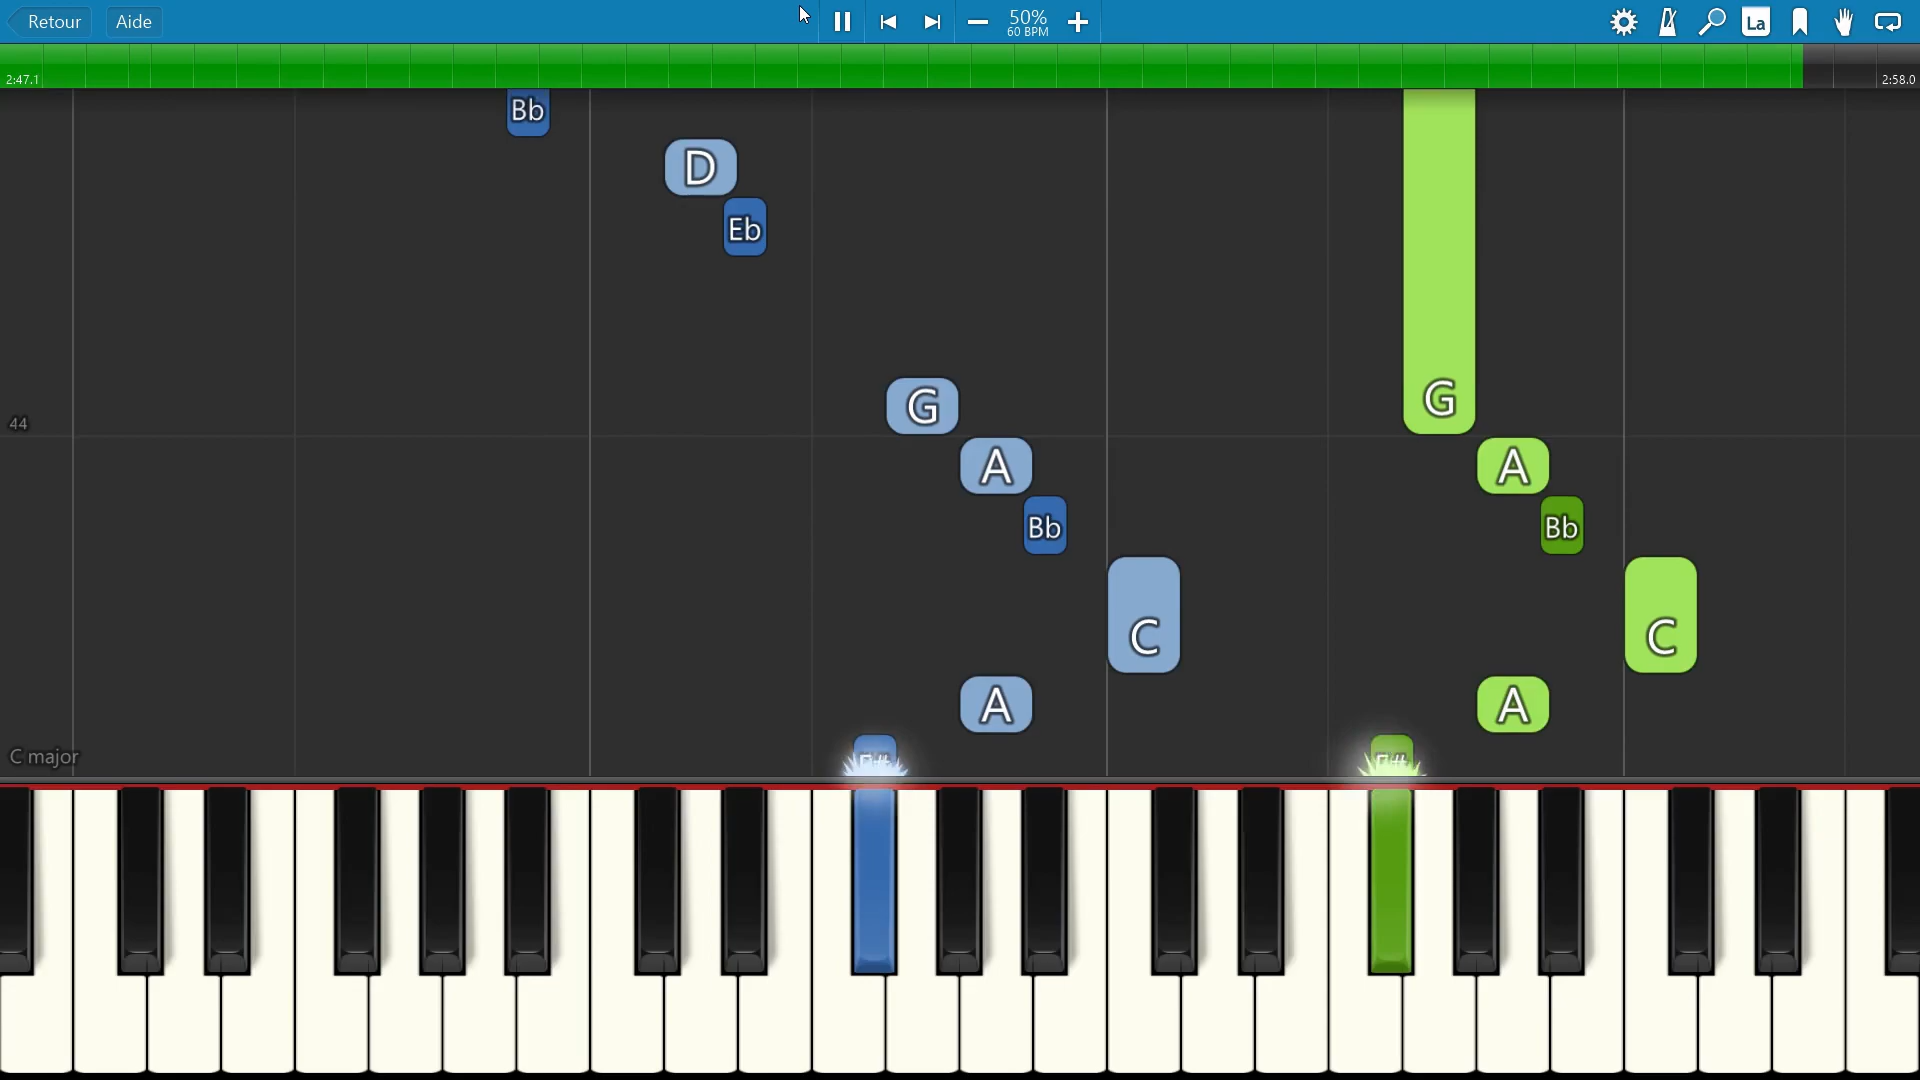 Retour
Aide
50%
60 BPM
La
2:47.1
2:58.0
Bb
D
Eb
G
G
44
A
A
Bb
Bb
C
C
A
A
C major
F#
F#